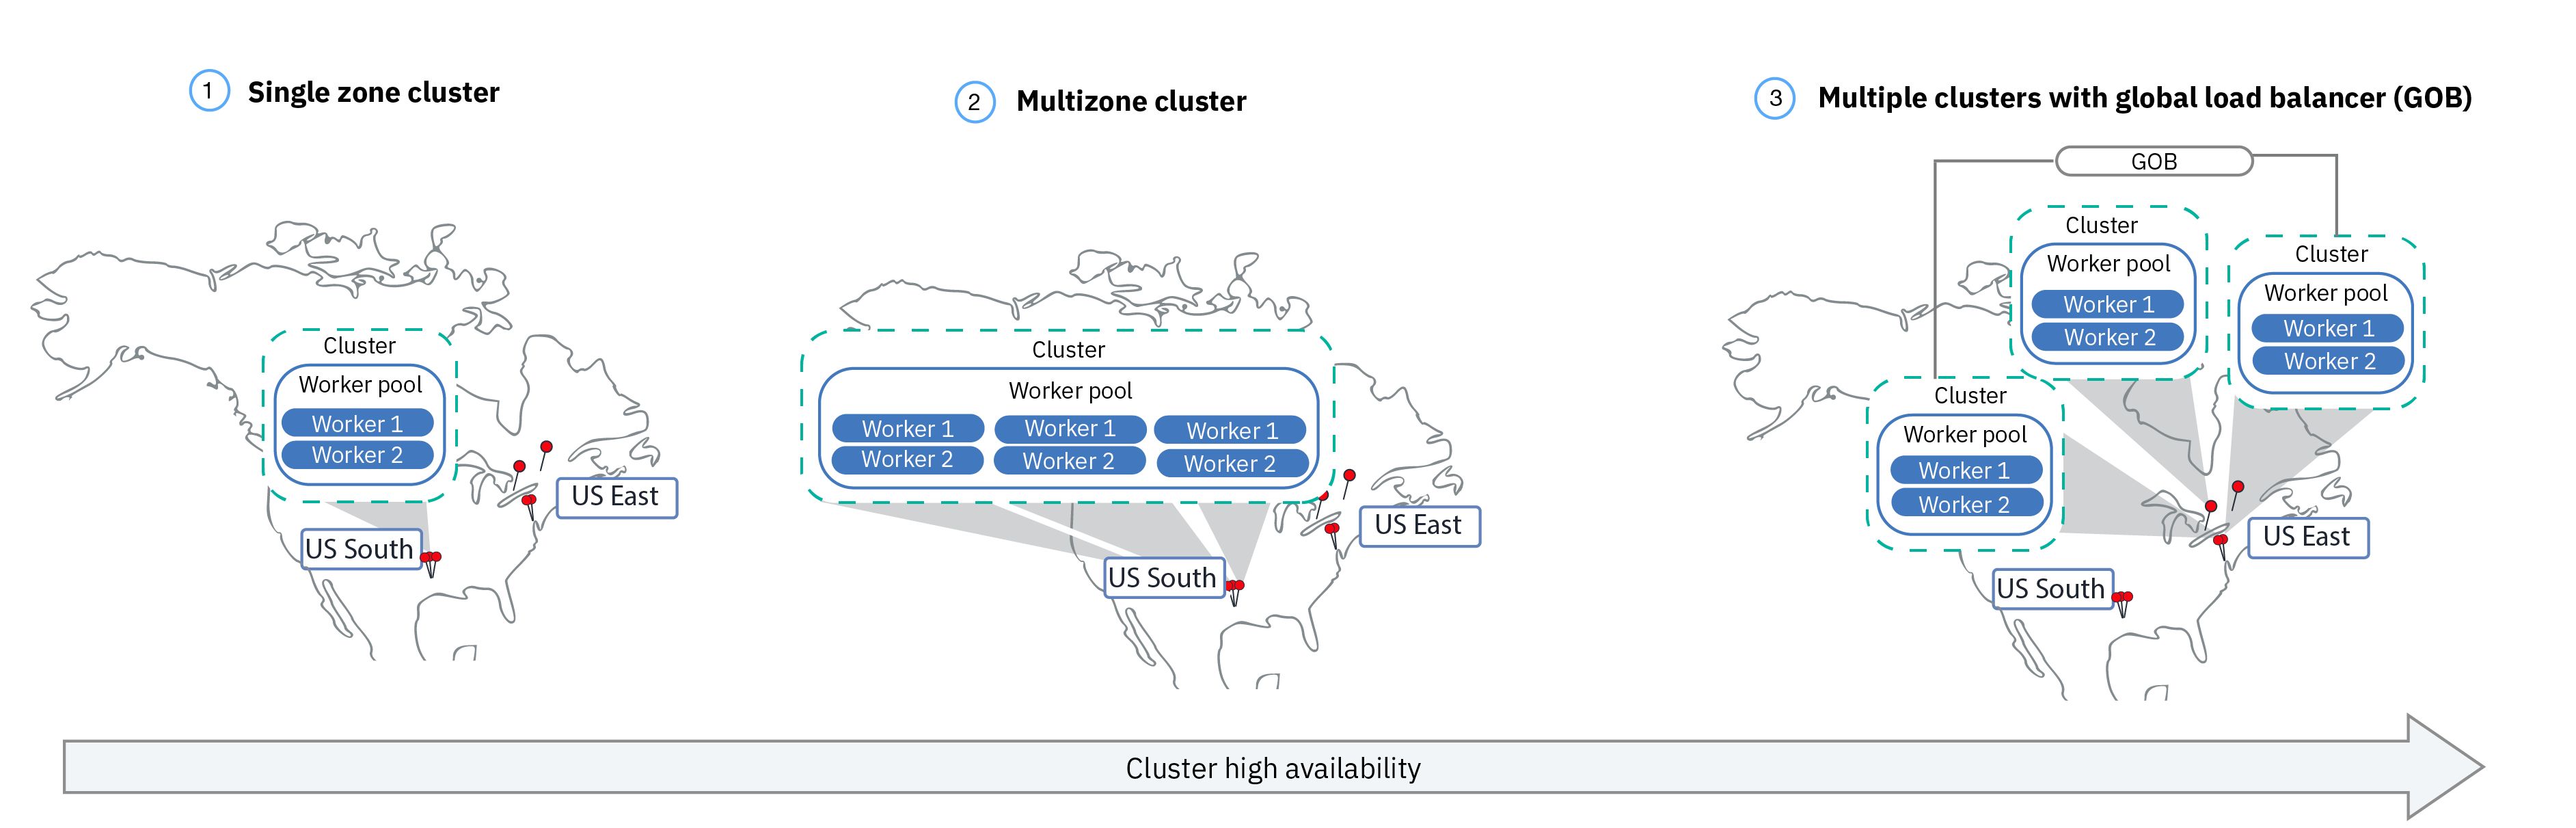 1 Single zone cluster
Cluster
Worker pool
Worker 1
Worker 2
US South
US East
2 Multizone cluster
Cluster
Worker pool
Worker 1 Worker 1 Worker 1
Worker 2 Worker 2 Worker 2
US South
US East
3 Multiple clusters with global load balancer (GOB)
GOB
Cluster
Worker pool
Worker 1
Worker 2
Cluster
Worker pool
Worker 1
Worker 2
Cluster
Worker pool
Worker 1
Worker 2
US South
US East
Cluster high availability